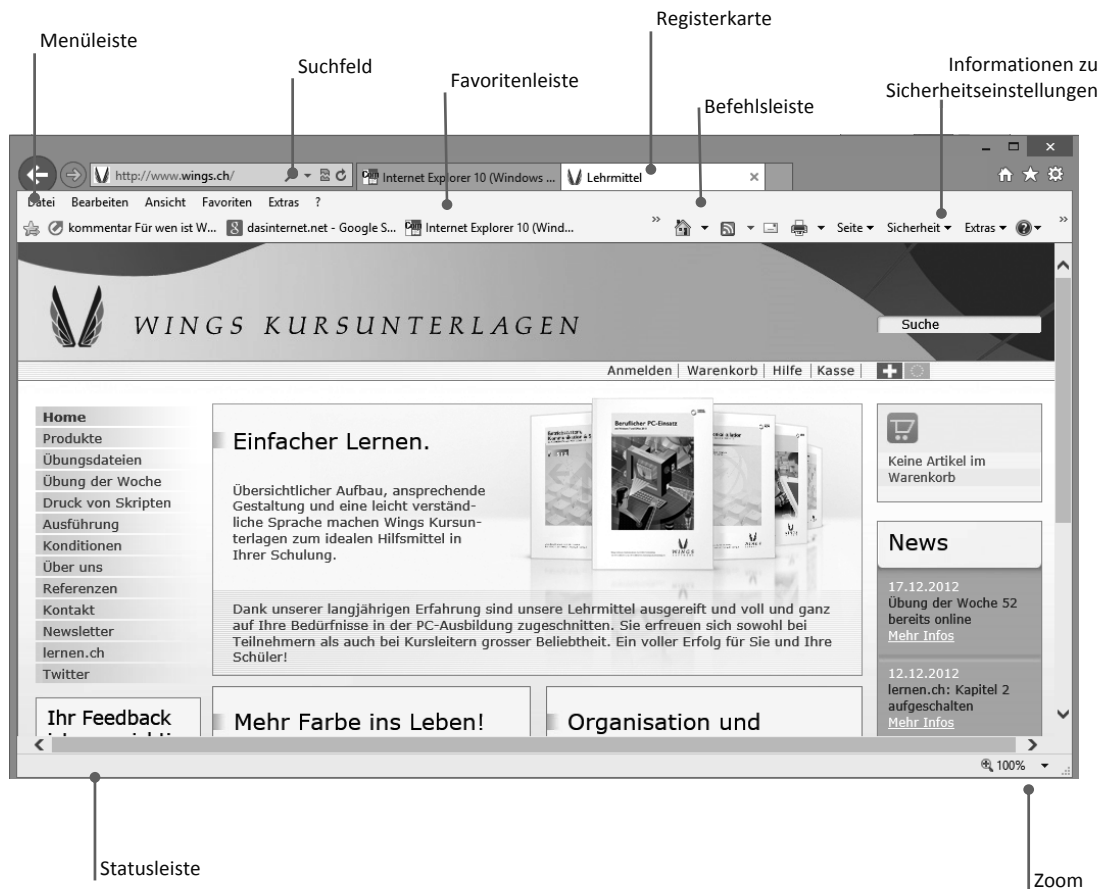 Registerkarte
Menüleiste
Suchfeld
Favoritenleiste
Informationen zu
Sicherheitseinstellungen
Befehlsleiste
http://www.wings.ch/
Internet Explorer 10 (Windows ...
Lehrmittel
Datei Bearbeiten Ansicht Favoriten Extras ?
kommentar Für wen ist W... dasinternet.net - Google S... Internet Explorer 10 (Wind... Seite Sicherheit Extras
WINGS KURSUNTERLAGEN
Suche
Anmelden | Warenkorb | Hilfe | Kasse |
Home
Produkte
Übungsdateien
Übung der Woche
Druck von Skripten
Ausführung
Konditionen
Über uns
Referenzen
Kontakt
Newsletter
lernen.ch
Twitter
Ihr Feedback
Einfacher Lernen.
Übersichtlicher Aufbau, ansprechende
Gestaltung und eine leicht verständ-
liche Sprache machen Wings Kursun-
terlagen zum idealen Hilfsmittel in
Ihrer Schulung.
Beruflicher PC-Einsatz
WINGS
Dank unserer langjährigen Erfahrung sind unsere Lehrmittel ausgereift und voll und ganz
auf Ihre Bedürfnisse in der PC-Ausbildung zugeschnitten. Sie erfreuen sich sowohl bei
Teilnehmern als auch bei Kursleitern grosser Beliebtheit. Ein voller Erfolg für Sie und Ihre
Schüler!
Mehr Farbe ins Leben!
Organisation und
Keine Artikel im
Warenkorb
News
17.12.2012
Übung der Woche 52
bereits online
Mehr Infos
12.12.2012
lernen.ch: Kapitel 2
aufgeschalten
Mehr Infos
100%
Statusleiste
Zoom